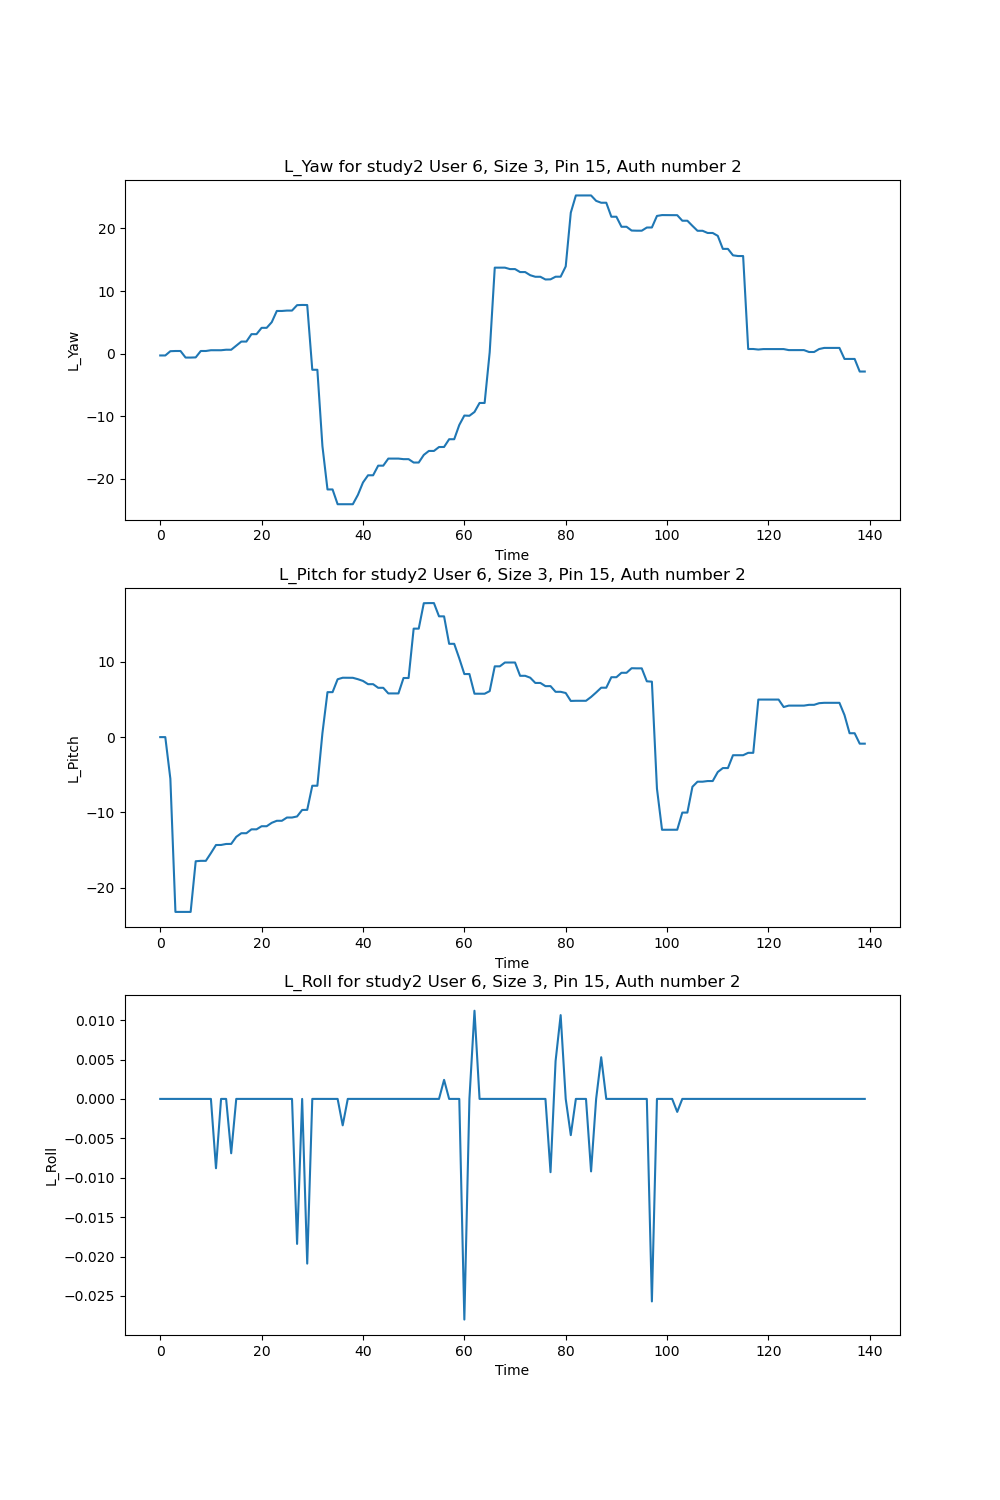 L_Yaw for study2 User 6, Size 3, Pin 15, Auth number 2
20
10
0
−10
−20
L_Yaw
0 20 40 60 80 100 120 140
Time
L_Pitch for study2 User 6, Size 3, Pin 15, Auth number 2
10
0
−10
−20
L_Pitch
0 20 40 60 80 100 120 140
Time
L_Roll for study2 User 6, Size 3, Pin 15, Auth number 2
0.010
0.005
0.000
−0.005
−0.010
−0.015
−0.020
−0.025
L_Roll
0 20 40 60 80 100 120 140
Time